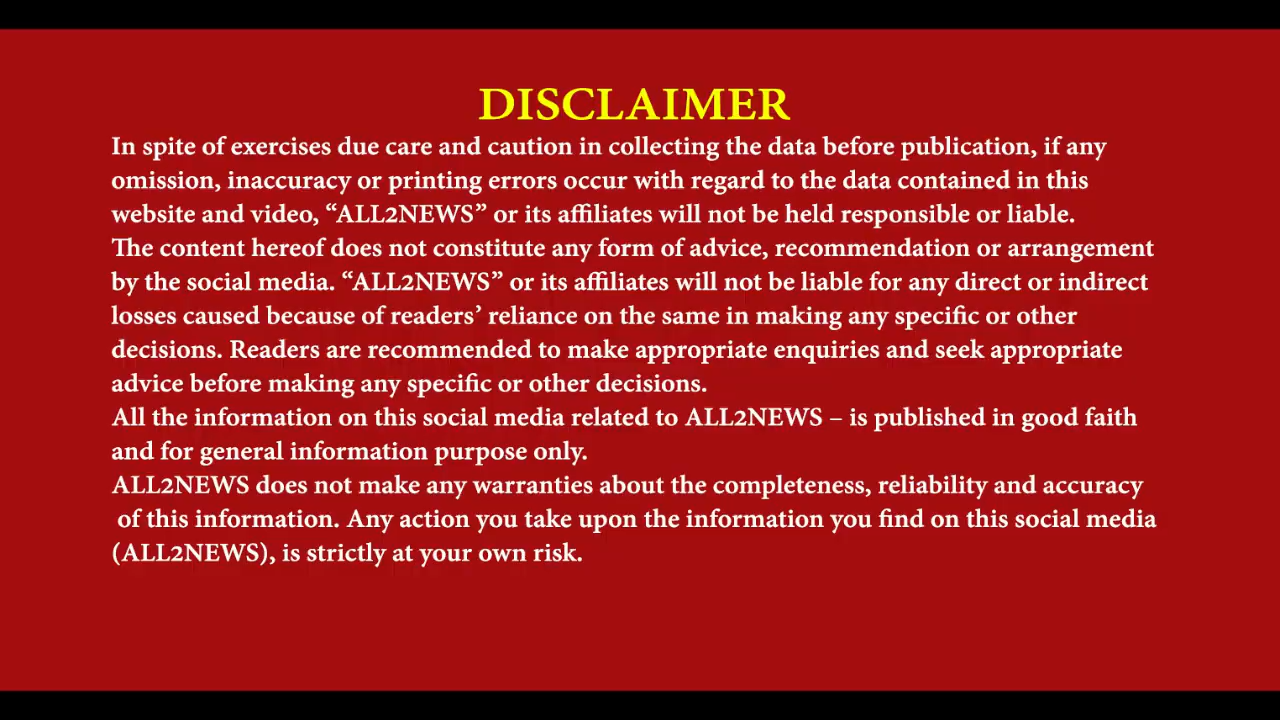 DISCLAIMER
In spite of exercises due care and caution in collecting the data before publication, if any
omission, inaccuracy or printing errors occur with regard to the data contained in this
website and video, “ALL2NEWS” or its affiliates will not be held responsible or liable.
The content hereof does not constitute any form of advice, recommendation or arrangement
by the social media. “ALL2NEWS” or its affiliates will not be liable for any direct or indirect
losses caused because of readers’ reliance on the same in making any specific or other
decisions. Readers are recommended to make appropriate enquiries and seek appropriate
advice before making any specific or other decisions.
All the information on this social media related to ALL2NEWS – is published in good faith
and for general information purpose only.
ALL2NEWS does not make any warranties about the completeness, reliability and accuracy
of this information. Any action you take upon the information you find on this social media
(ALL2NEWS), is strictly at your own risk.